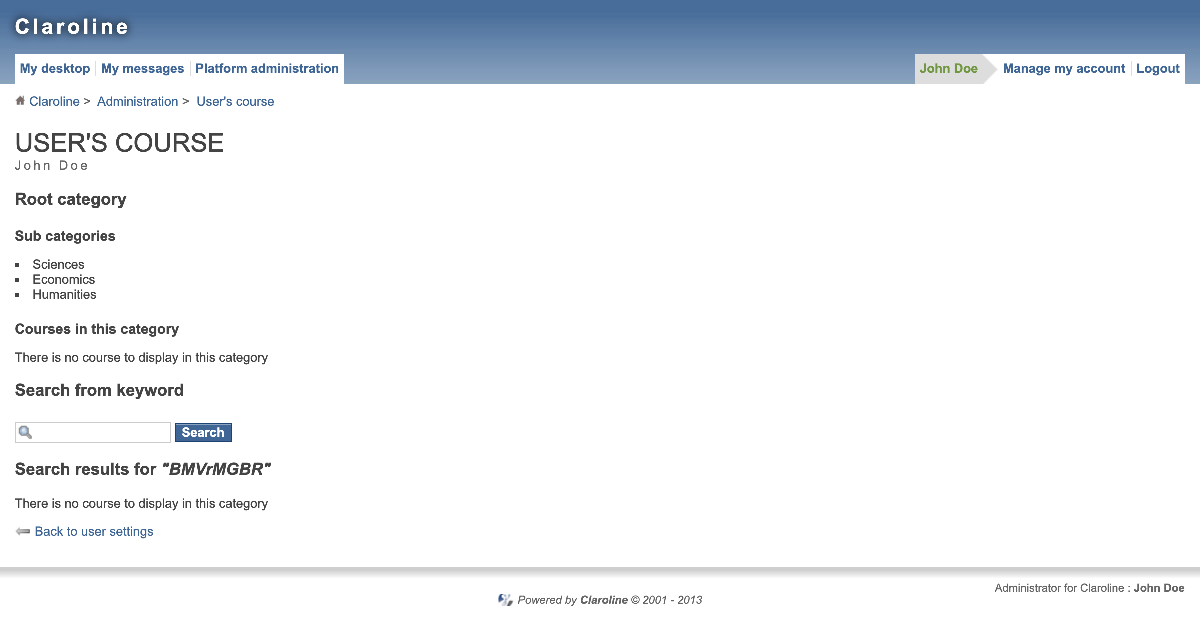 Claroline
My desktop My messages Platform administration John Doe Manage my account Logout
Claroline > Administration > User's course
USER'S COURSE
John Doe
Root category
Sub categories
Sciences
Economics
Humanities
Courses in this category
There is no course to display in this category
Search from keyword
Search
Search results for "BMVrMGBR"
There is no course to display in this category
Back to user settings
Administrator for Claroline : John Doe
Powered by Claroline © 2001 - 2013